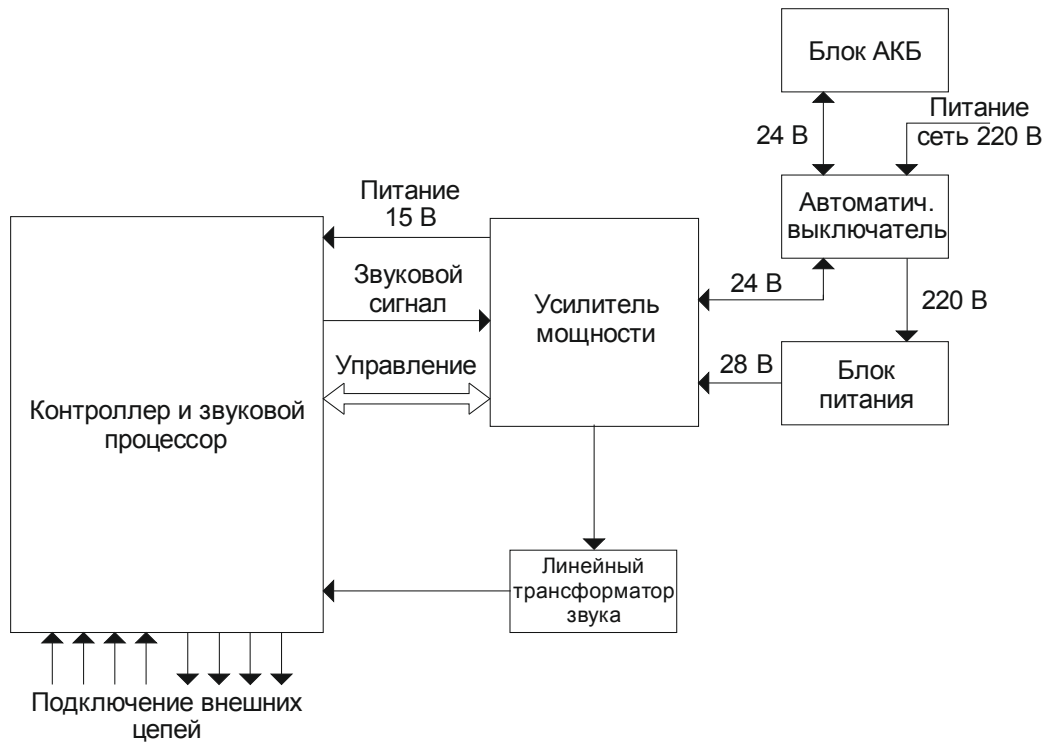 Блок АКБ
24 В
Питание
сеть 220 В
Автоматич.
выключатель
Питание
15 В
Звуковой
сигнал
Управление
Контроллер и звуковой
процессор
Усилитель
мощности
24 В
220 В
28 В
Блок
питания
Линейный
трансформатор
звука
Подключение внешних
цепей